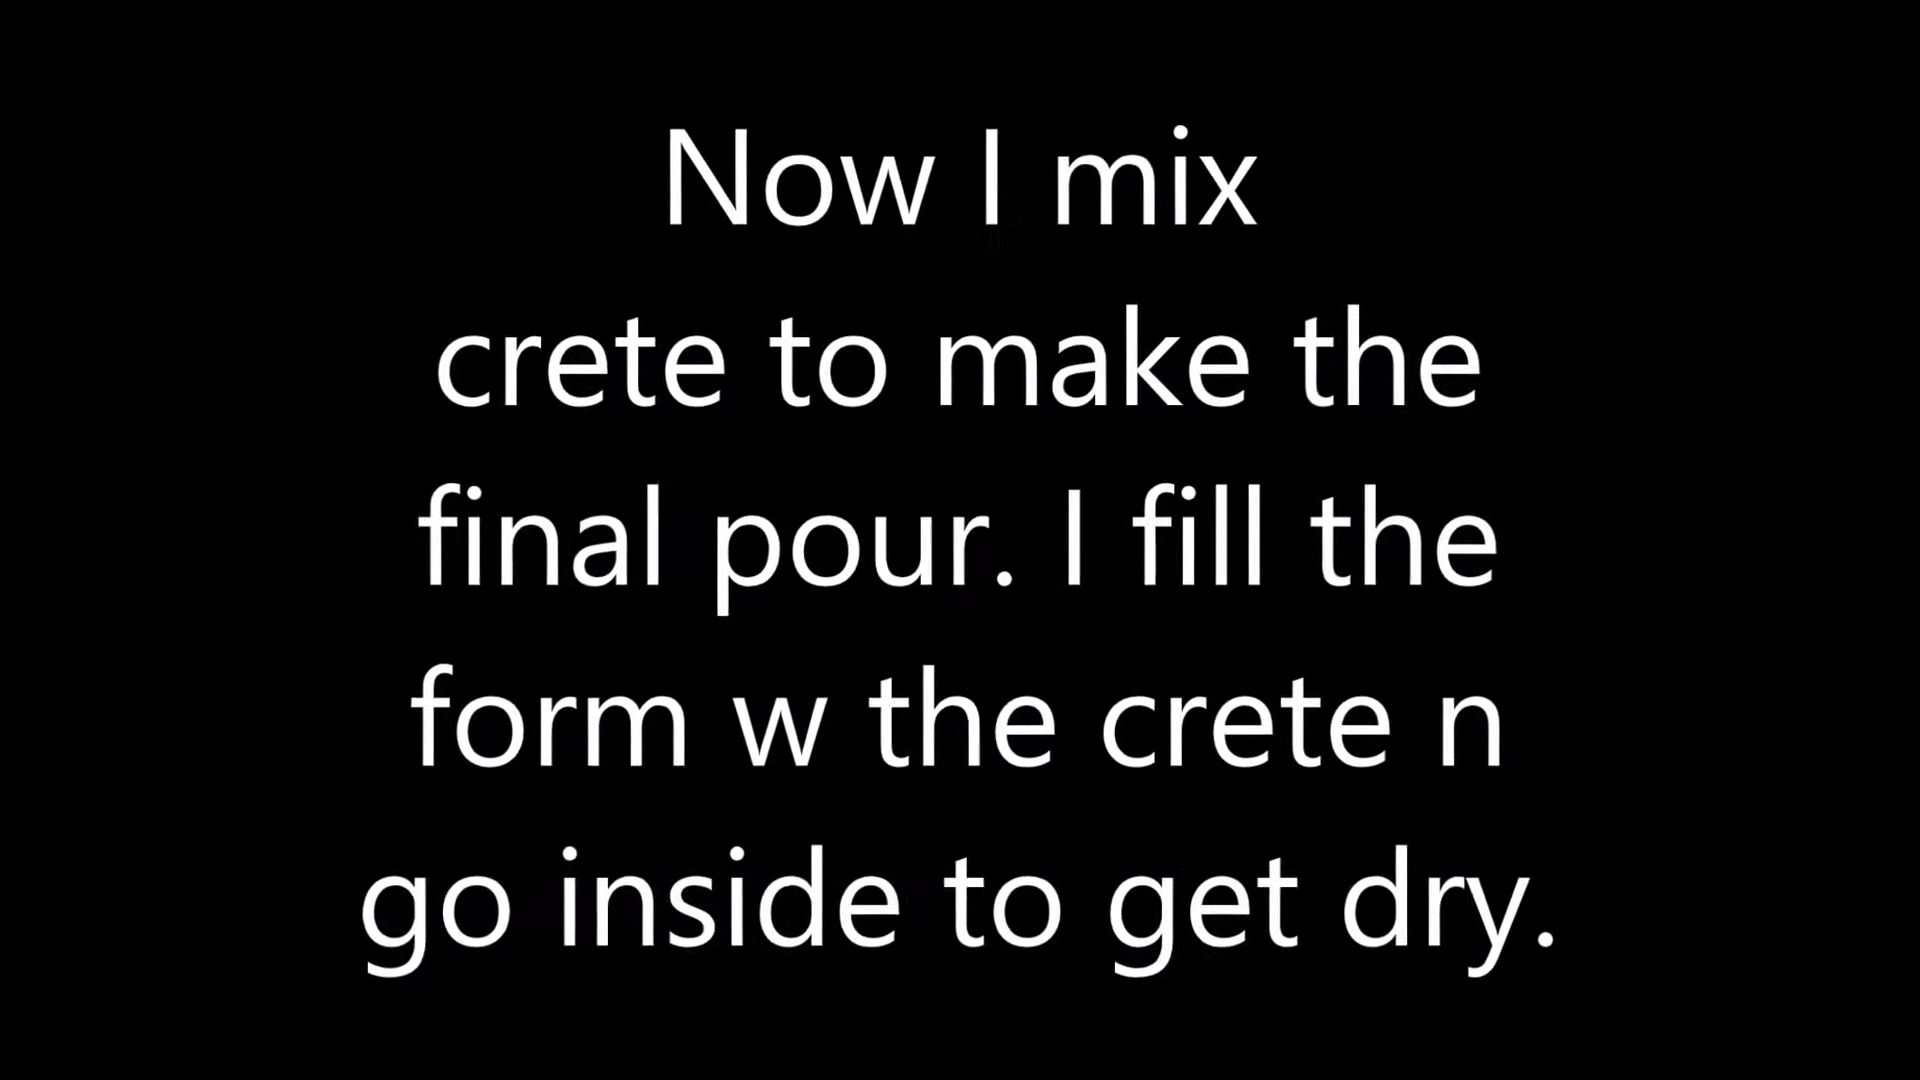 Now I mix
crete to make the
final pour. I fill the
form w the crete n
go inside to get dry.